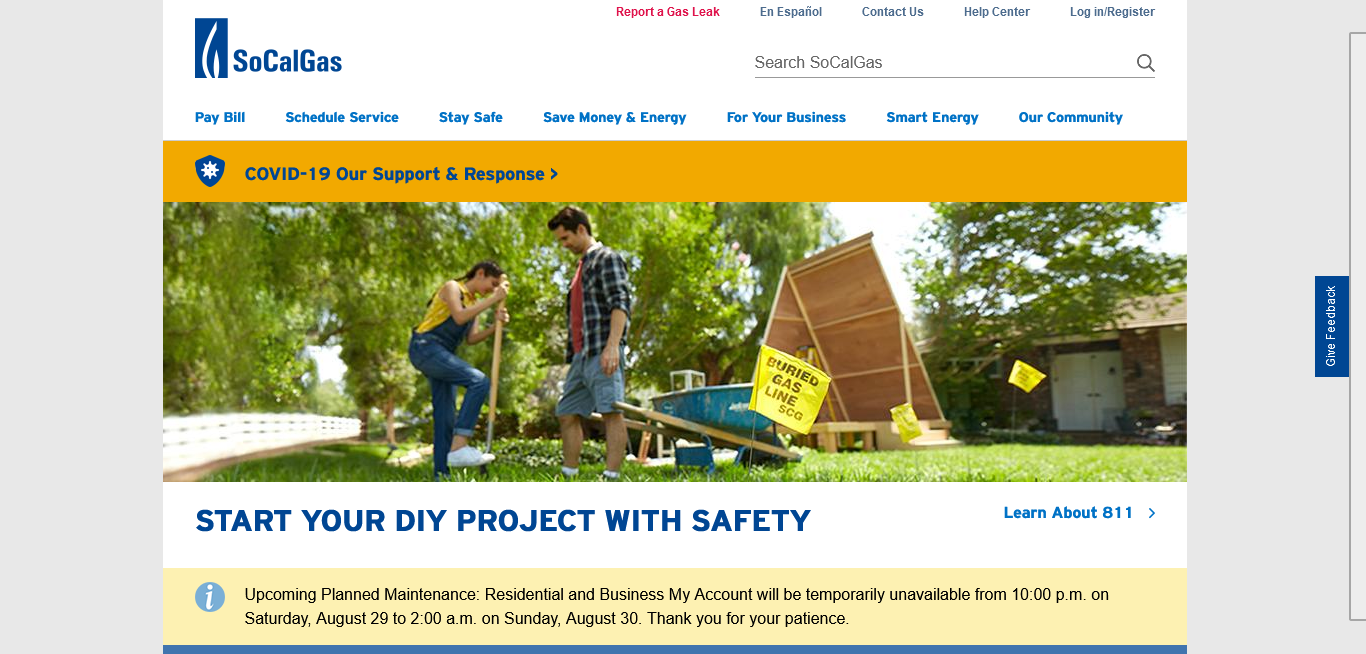 Report a Gas Leak
En Español
Contact Us
Help Center
Log in/Register
SoCalGas
Search SoCalGas
Pay Bill
Schedule Service
Stay Safe
Save Money & Energy
For Your Business
Smart Energy
Our Community
COVID-19 Our Support & Response >
BURIED
GAS
LINE
SCG
Give Feedback
START YOUR DIY PROJECT WITH SAFETY
Learn About 811 >
Upcoming Planned Maintenance: Residential and Business My Account will be temporarily unavailable from 10:00 p.m. on
Saturday, August 29 to 2:00 a.m. on Sunday, August 30. Thank you for your patience.